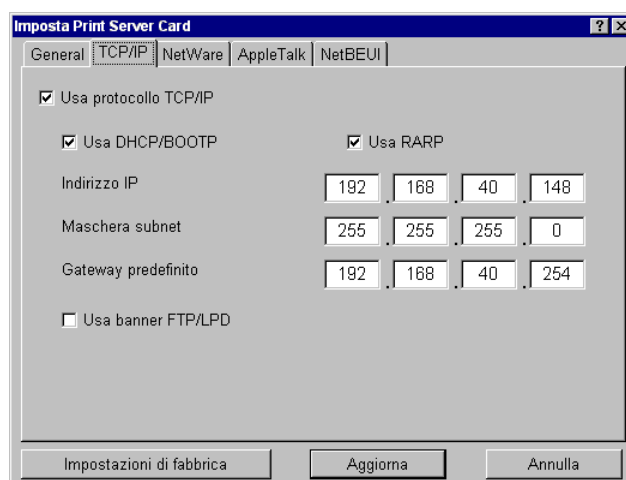 Imposta Print Server Card
General TCP/IP NetWare AppleTalk NetBEUI
Usa protocollo TCP/IP
Usa DHCP/BOOTP Usa RARP
Indirizzo IP 192 . 168 . 40 . 148
Maschera subnet 255 . 255 . 255 . 0
Gateway predefinito 192 . 168 . 40 . 254
Usa banner FTP/LPD
Impostazioni di fabbrica Aggiorna Annulla